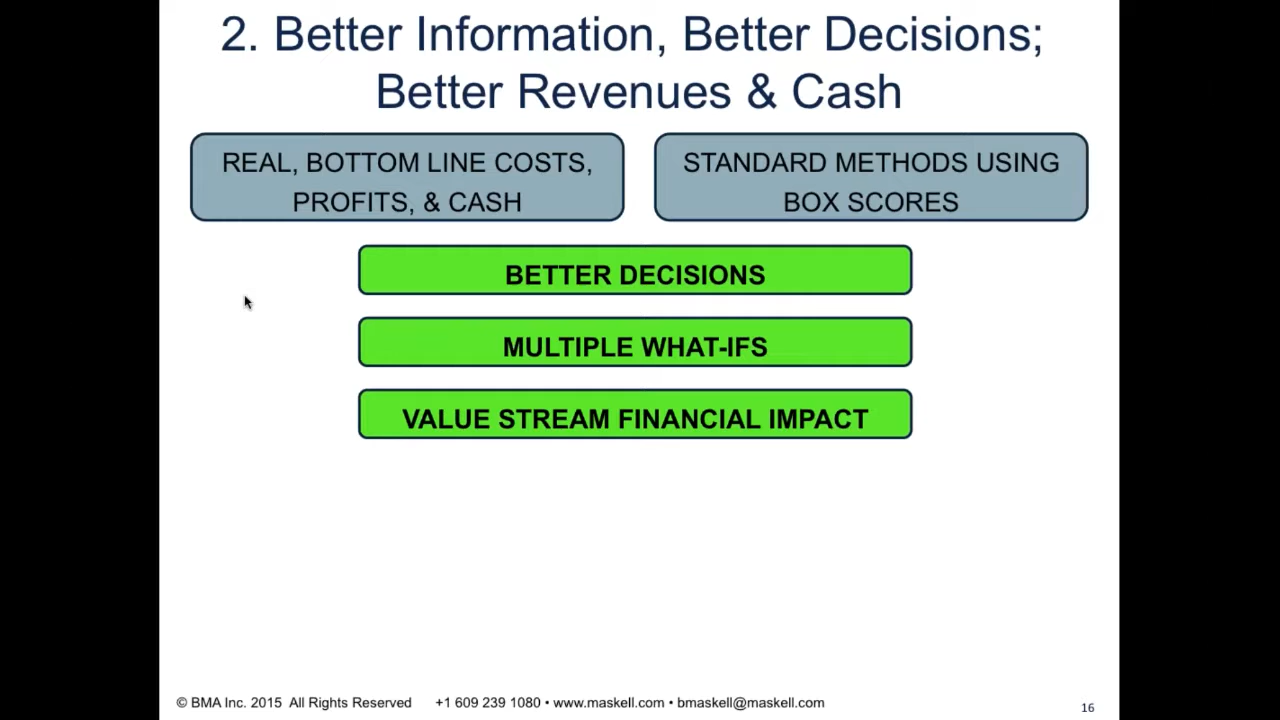 2. Better Information, Better Decisions;
Better Revenues & Cash
REAL, BOTTOM LINE COSTS,
PROFITS, & CASH
STANDARD METHODS USING
BOX SCORES
BETTER DECISIONS
MULTIPLE WHAT-IFS
VALUE STREAM FINANCIAL IMPACT
© BMA Inc. 2015 All Rights Reserved +1 609 239 1080 • www.maskell.com • bmaskell@maskell.com
16